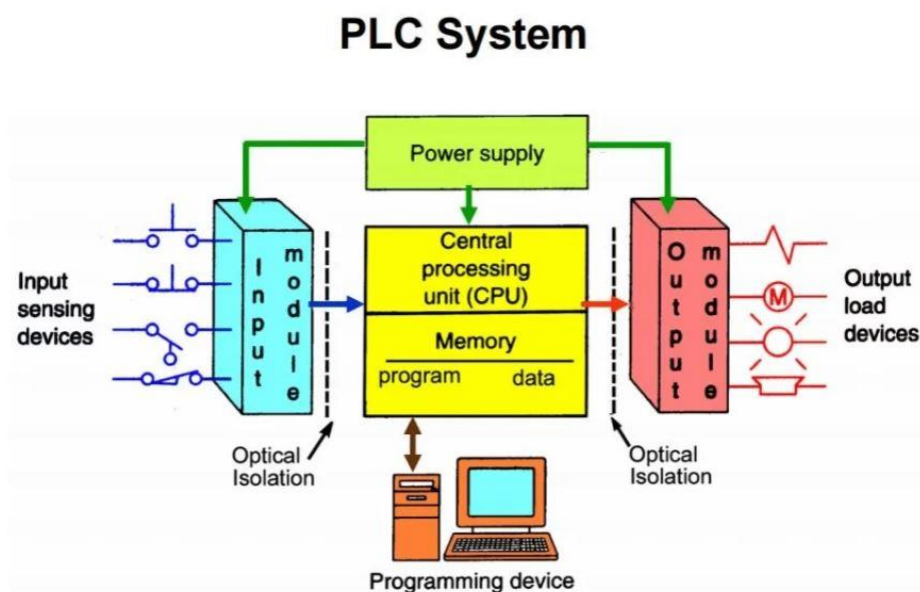 PLC System
Power supply
Input
sensing
devices
Input
module
Central
processing
unit (CPU)
Memory
program data
Output
module
M
Output
load
devices
Optical
Isolation
Optical
Isolation
Programming device